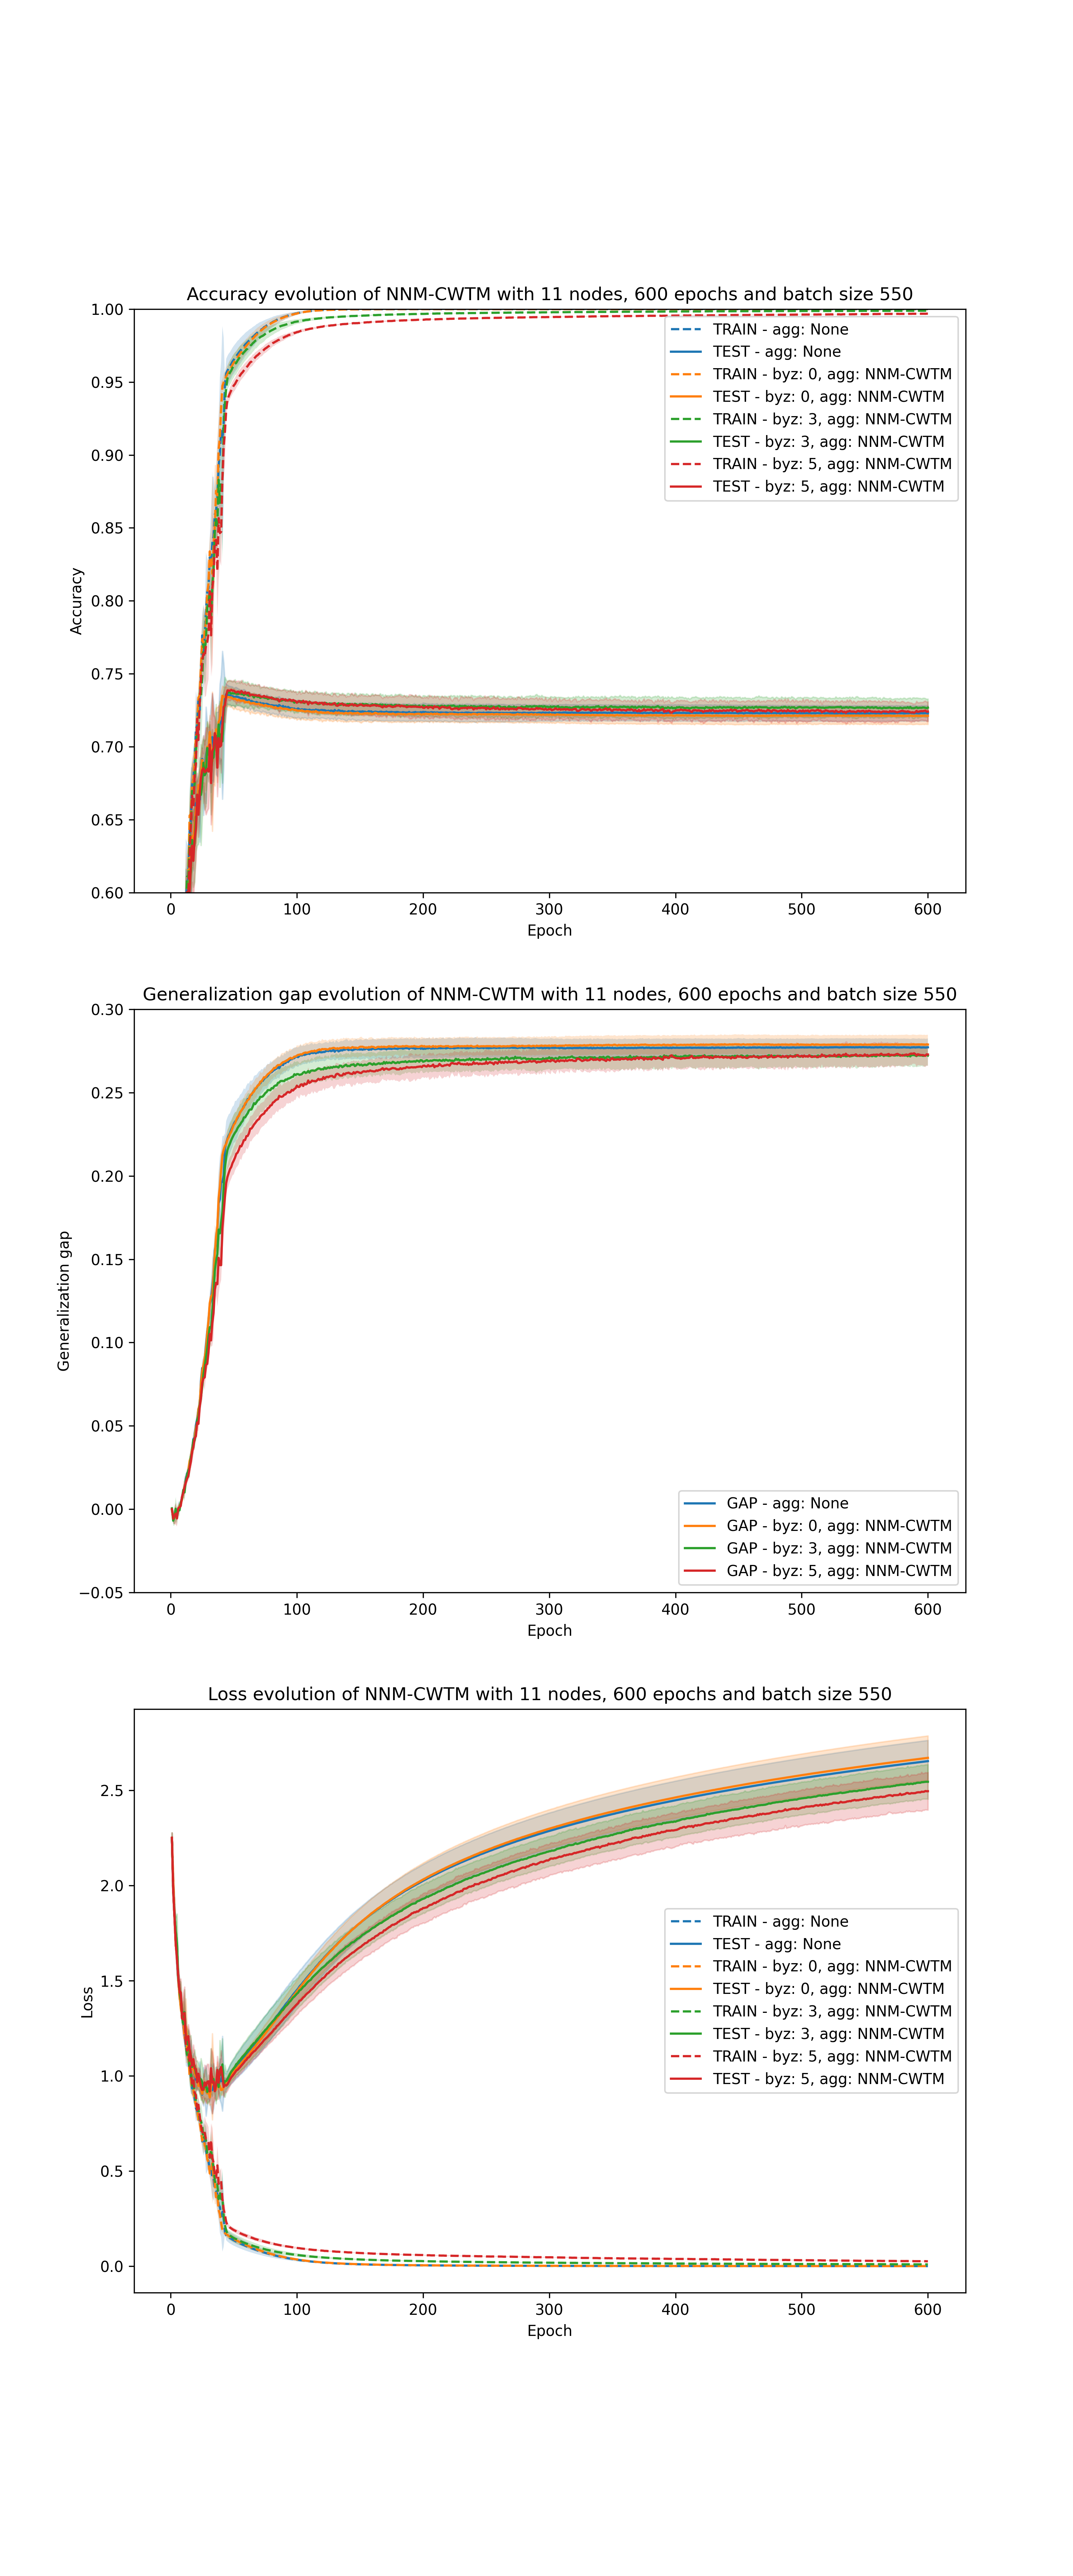 Accuracy evolution of NNM-CWTM with 11 nodes, 600 epochs and batch size 550
1.00
0.95
0.90
0.85
0.80
0.75
0.70
0.65
0.60
Accuracy
TRAIN - agg: None
TEST - agg: None
TRAIN - byz: 0, agg: NNM-CWTM
TEST - byz: 0, agg: NNM-CWTM
TRAIN - byz: 3, agg: NNM-CWTM
TEST - byz: 3, agg: NNM-CWTM
TRAIN - byz: 5, agg: NNM-CWTM
TEST - byz: 5, agg: NNM-CWTM
0 100 200 300 400 500 600
Epoch
Generalization gap evolution of NNM-CWTM with 11 nodes, 600 epochs and batch size 550
0.30
0.25
0.20
0.15
0.10
0.05
0.00
−0.05
Generalization gap
GAP - agg: None
GAP - byz: 0, agg: NNM-CWTM
GAP - byz: 3, agg: NNM-CWTM
GAP - byz: 5, agg: NNM-CWTM
0 100 200 300 400 500 600
Epoch
Loss evolution of NNM-CWTM with 11 nodes, 600 epochs and batch size 550
2.5
2.0
1.5
1.0
0.5
0.0
Loss
TRAIN - agg: None
TEST - agg: None
TRAIN - byz: 0, agg: NNM-CWTM
TEST - byz: 0, agg: NNM-CWTM
TRAIN - byz: 3, agg: NNM-CWTM
TEST - byz: 3, agg: NNM-CWTM
TRAIN - byz: 5, agg: NNM-CWTM
TEST - byz: 5, agg: NNM-CWTM
0 100 200 300 400 500 600
Epoch